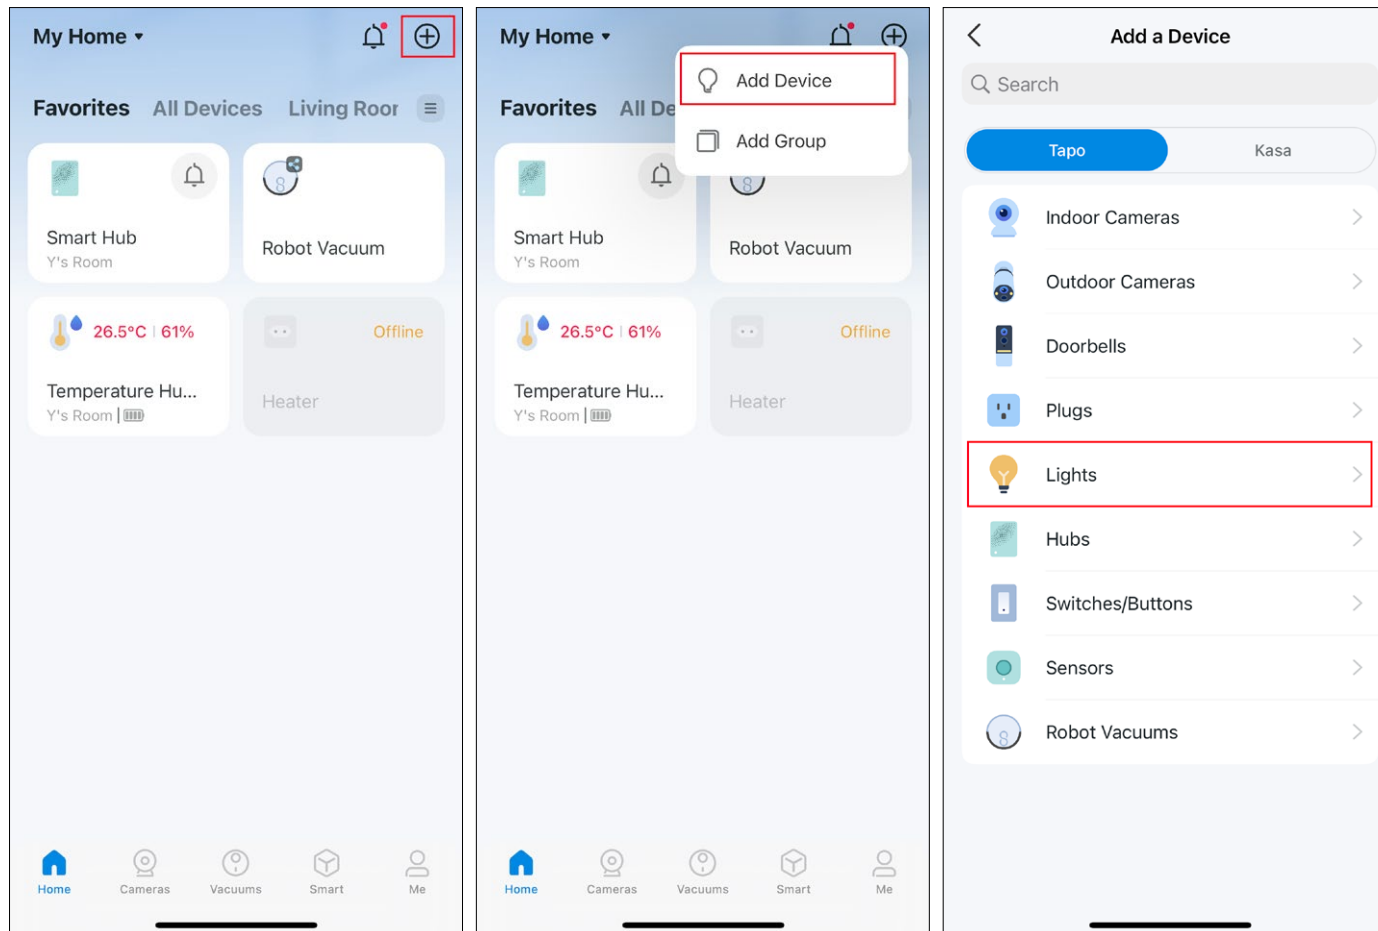 My Home
Favorites All Devices Living Roor
Smart Hub
Y's Room
8
Robot Vacuum
26.5°C 61%
Temperature Hu...
Y's Room
Offline
Heater
Home Cameras Vacuums Smart Me
My Home
Add Device
Add Group
Favorites All De
Smart Hub
Y's Room
8
Robot Vacuum
26.5°C 61%
Temperature Hu...
Y's Room
Offline
Heater
Home Cameras Vacuums Smart Me
Add a Device
Search
Tapo Kasa
Indoor Cameras
Outdoor Cameras
Doorbells
Plugs
Lights
Hubs
Switches/Buttons
Sensors
8
Robot Vacuums